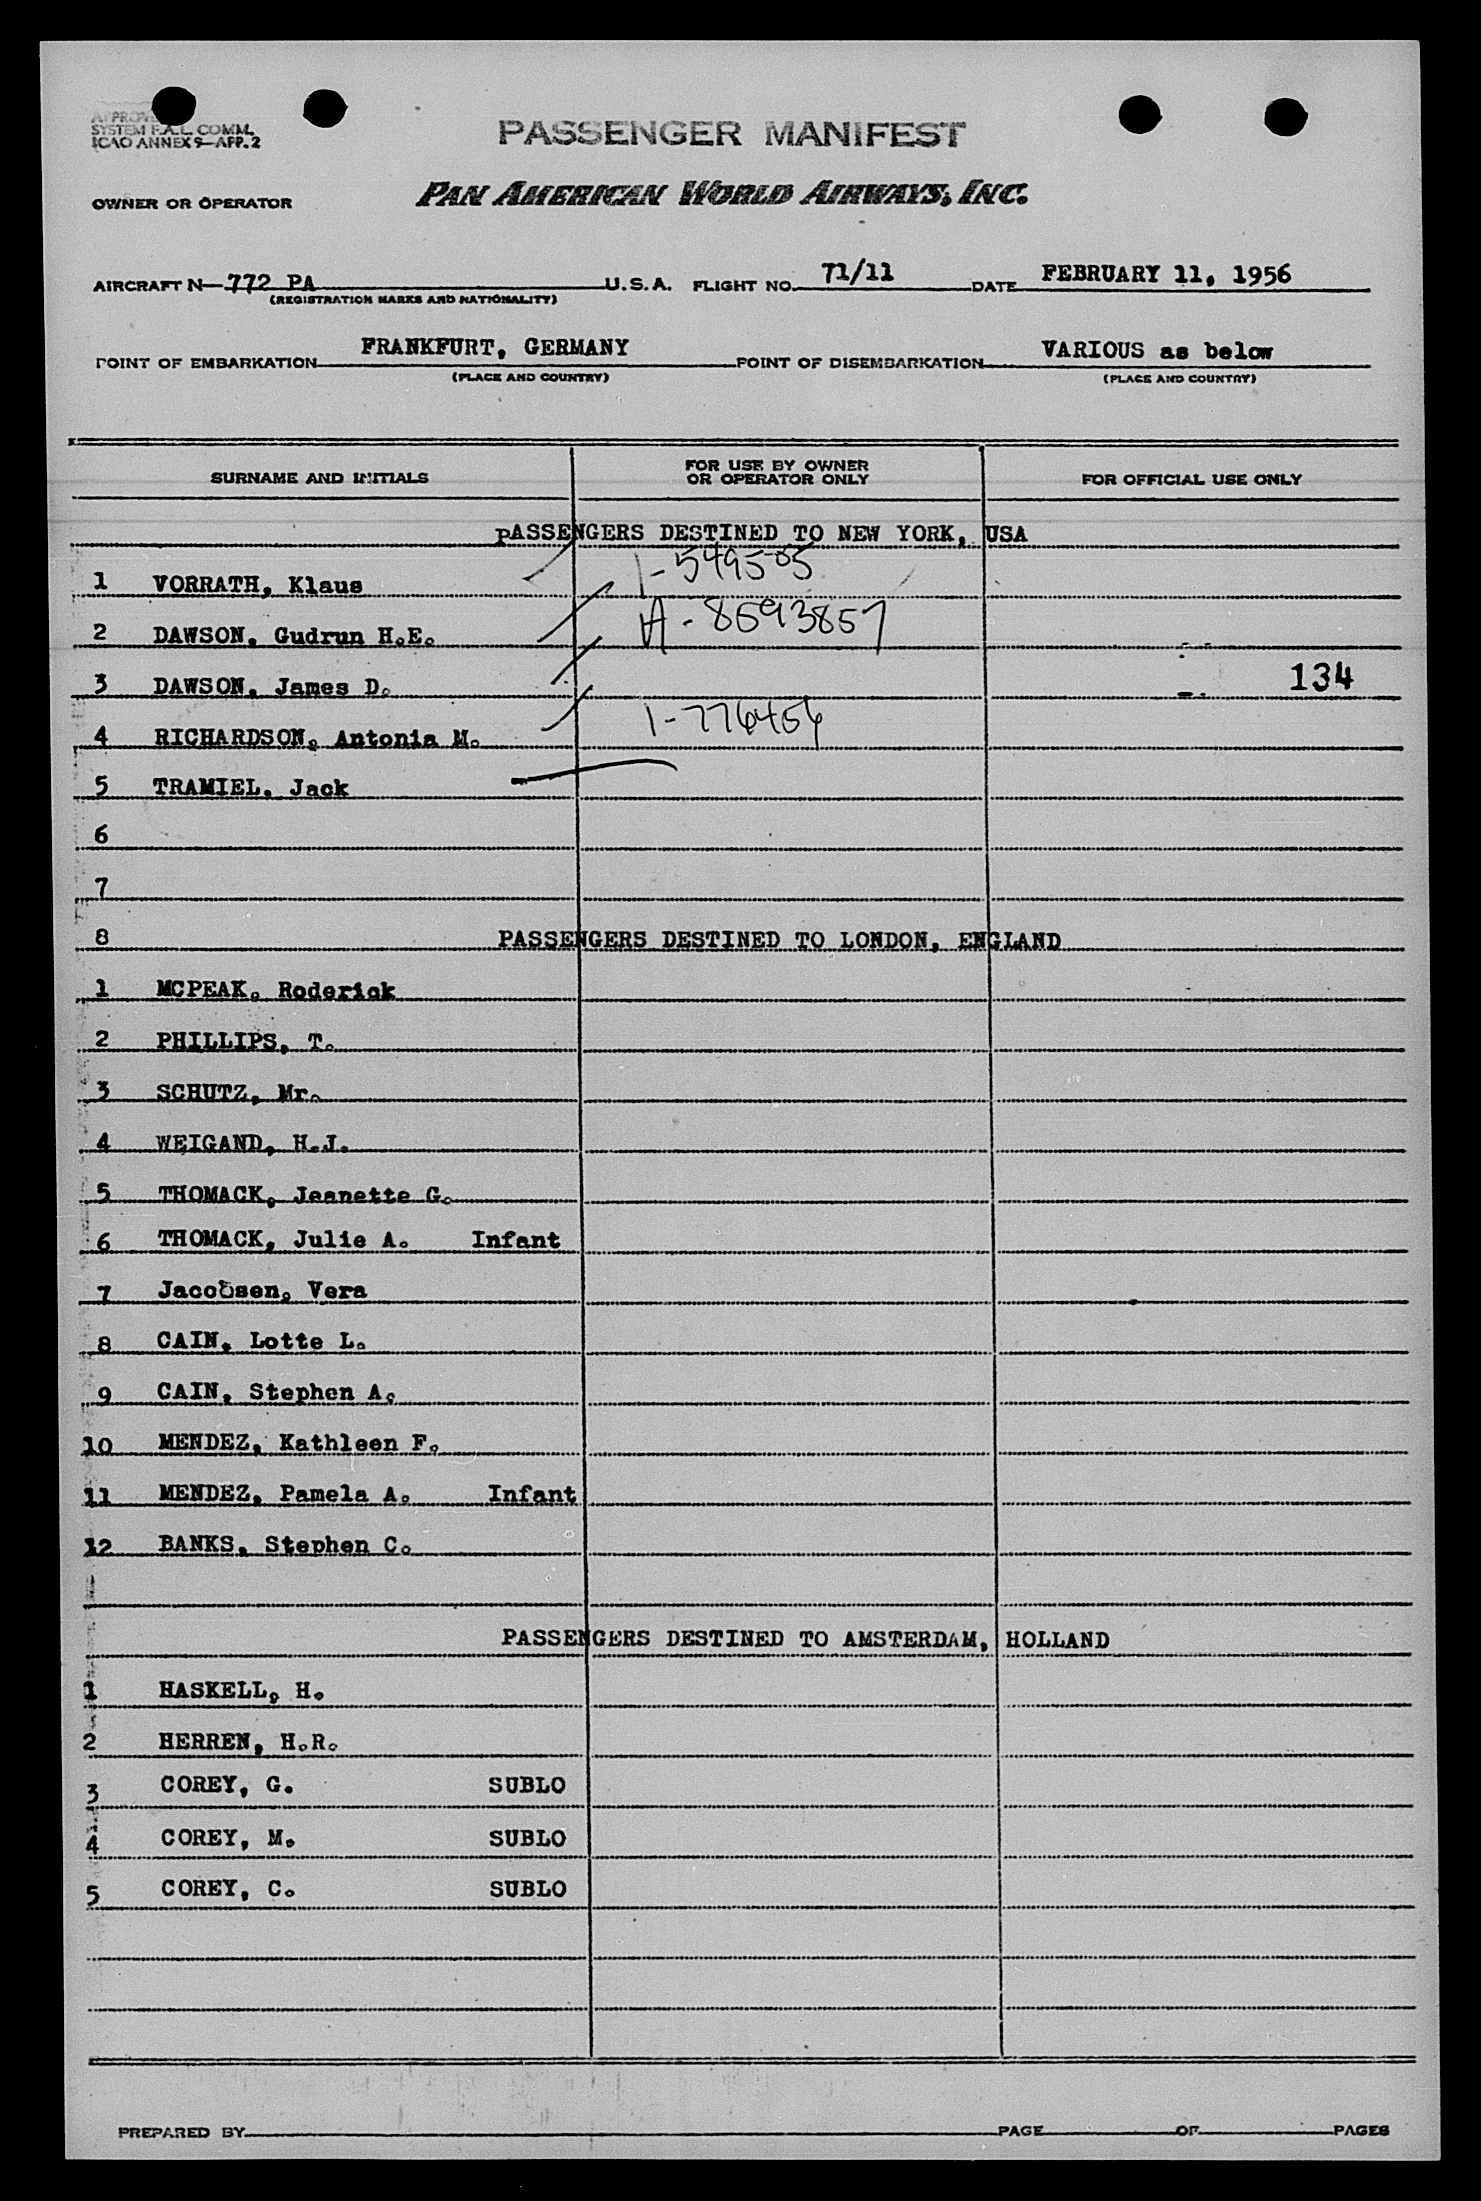 SYSTEM F.A.L. COMM.
ICAO ANNEX 9—APP. 2
PASSENGER MANIFEST
OWNER OR OPERATOR PAN AMERICAN WORLD AIRWAYS, INC.
AIRCRAFT N— 772 PA U.S.A. FLIGHT NO. 71/11 DATE FEBRUARY 11, 1956
(REGISTRATION MARKS AND NATIONALITY)
POINT OF EMBARKATION FRANKFURT, GERMANY POINT OF DISEMBARKATION VARIOUS as below
(PLACE AND COUNTRY) (PLACE AND COUNTRY)
SURNAME AND INITIALS FOR USE BY OWNER OR OPERATOR ONLY FOR OFFICIAL USE ONLY
PASSENGERS DESTINED TO NEW YORK, USA
1 VORRATH, Klaus 1-549505
2 DAWSON, Gudrun H.E. A-8593857
3 DAWSON, James D. 134
4 RICHARDSON, Antonia M. 1-776456
5 TRAMIEL, Jack
6
7
8 PASSENGERS DESTINED TO LONDON, ENGLAND
1 MCPEAK, Roderick
2 PHILLIPS, T.
3 SCHUTZ, Mr.
4 WEIGAND, H.J.
5 THOMACK, Jeanette G.
6 THOMACK, Julie A. Infant
7 Jacobsen, Vera
8 CAIN, Lotte L.
9 CAIN, Stephen A.
10 MENDEZ, Kathleen F.
11 MENDEZ, Pamela A. Infant
12 BANKS, Stephen C.
PASSENGERS DESTINED TO AMSTERDAM, HOLLAND
1 HASKELL, H.
2 HERREN, H.R.
3 COREY, G. SUBLO
4 COREY, M. SUBLO
5 COREY, C. SUBLO
PREPARED BY PAGE OF PAGES